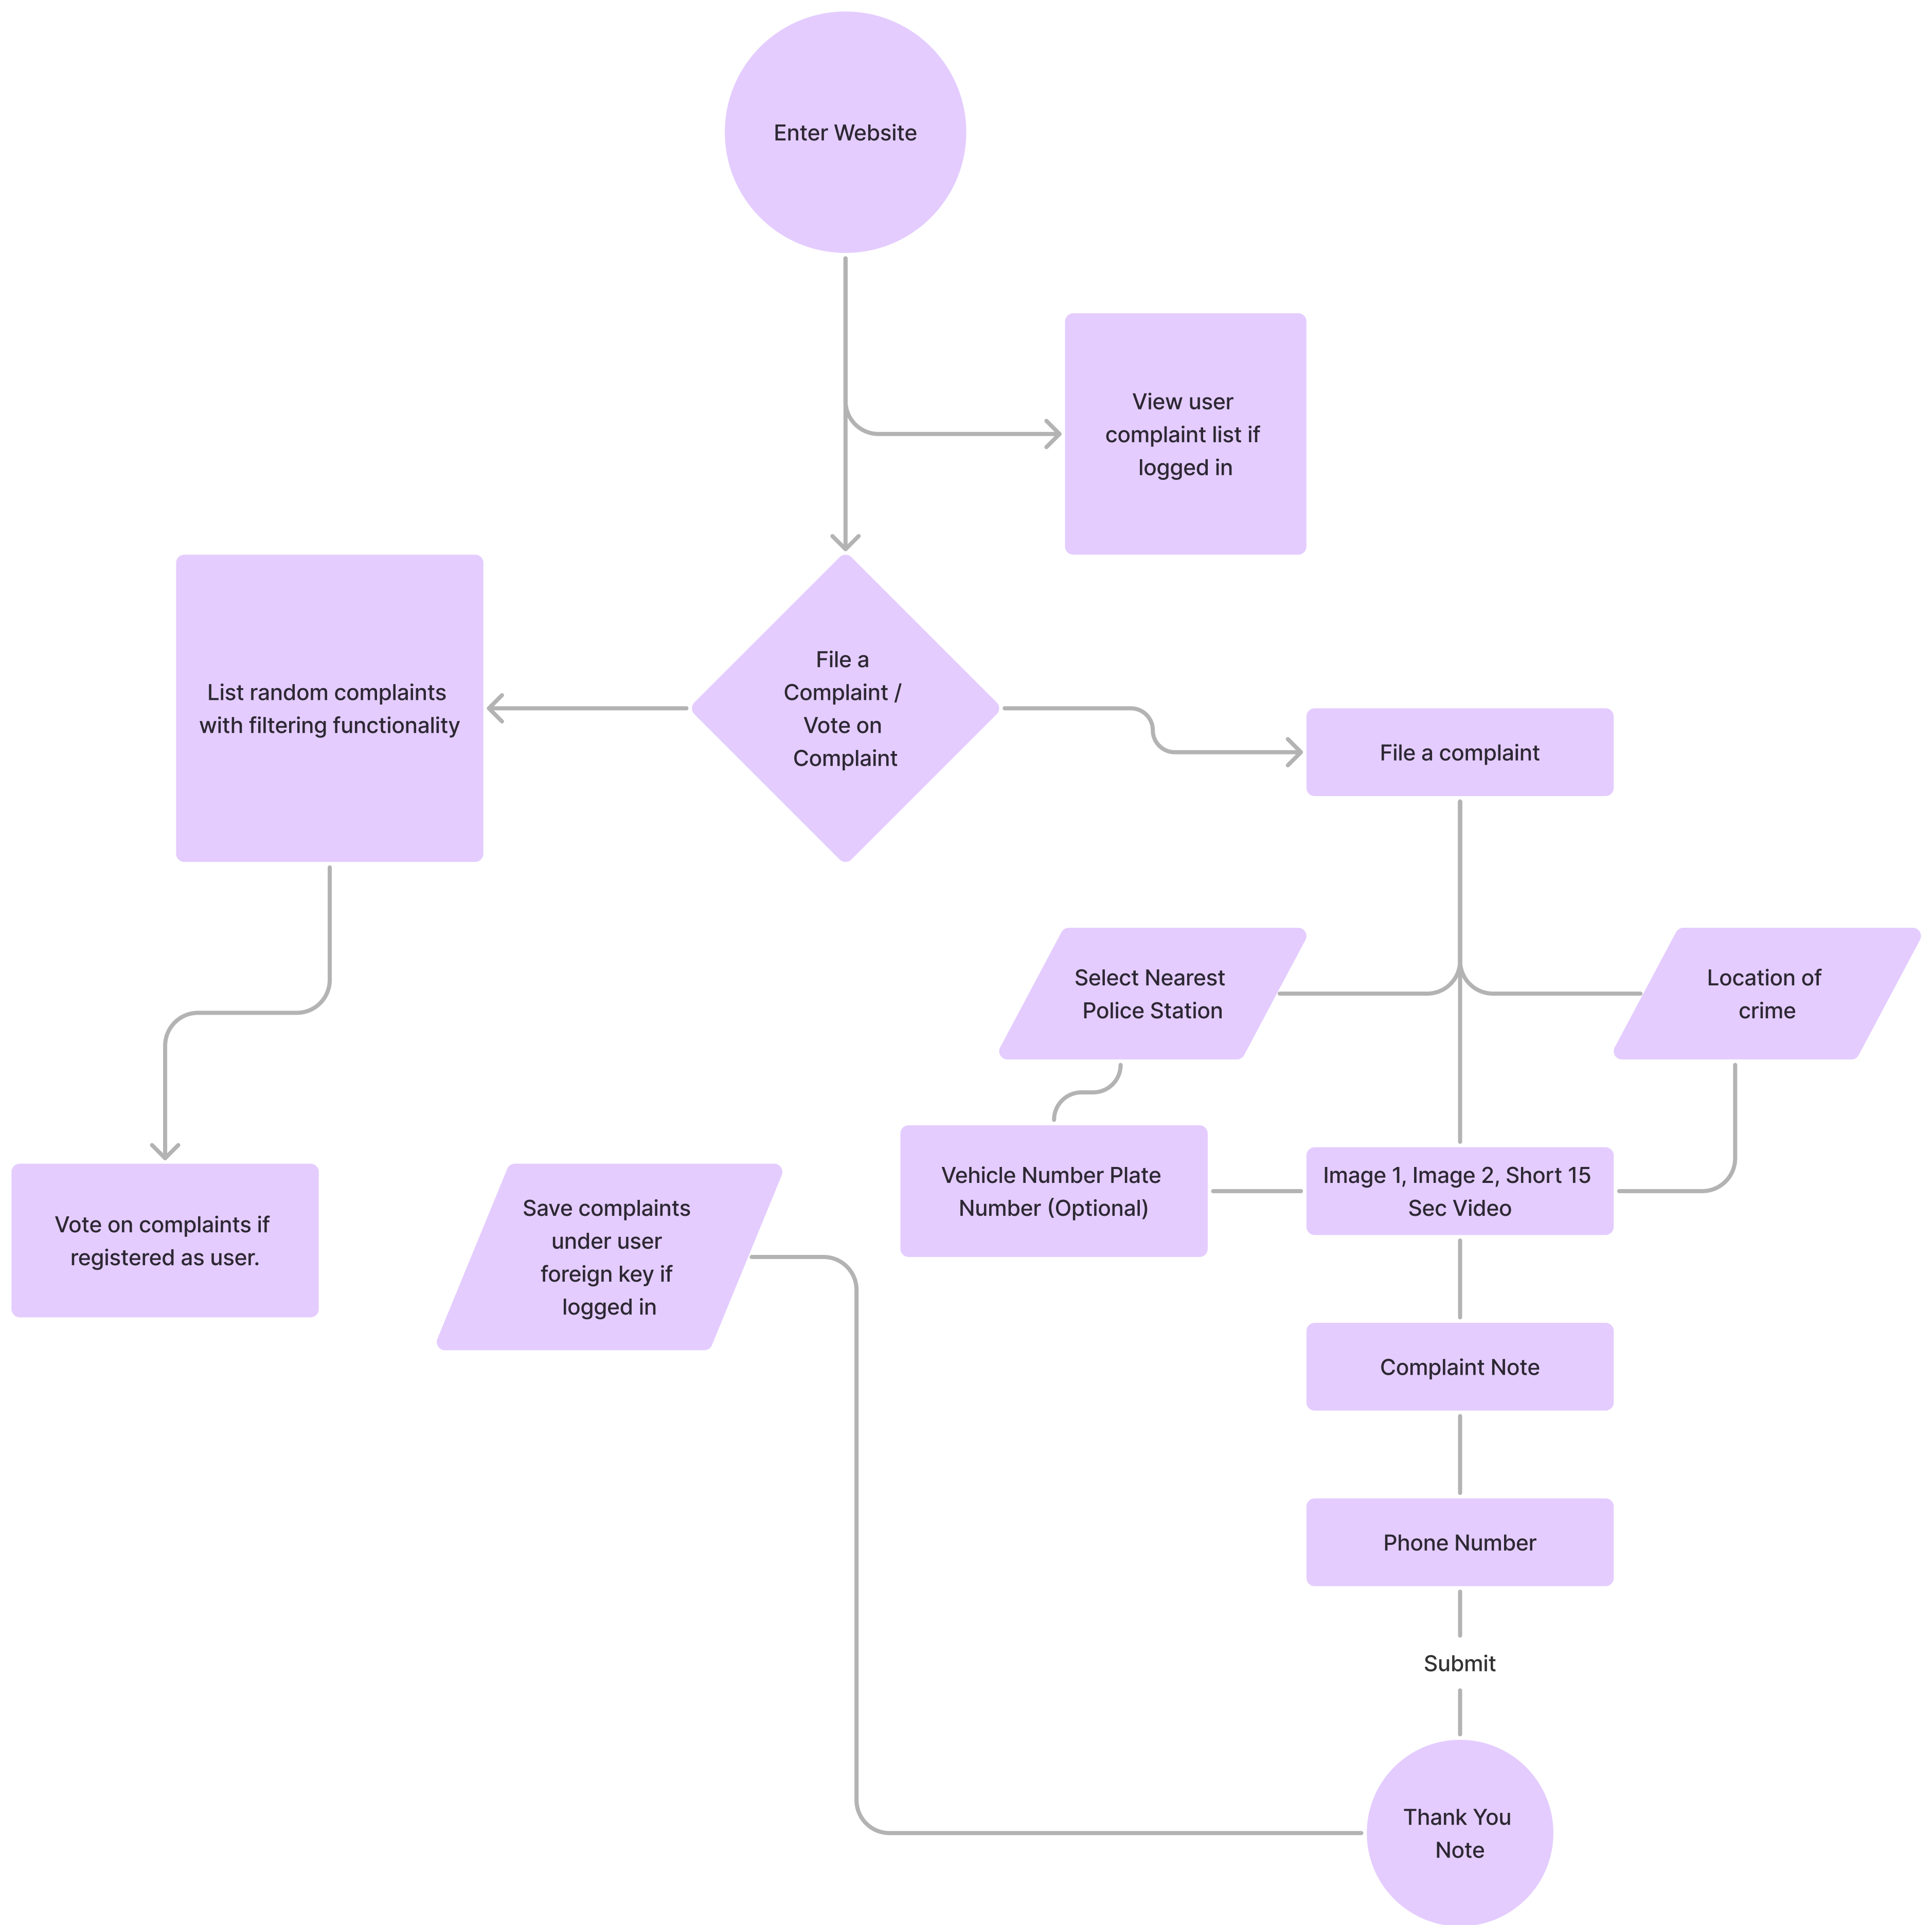 Enter Website
View user
complaint list if
logged in
File a
Complaint /
Vote on
Complaint
List random complaints
with filtering functionality
File a complaint
Select Nearest
Police Station
Location of
crime
Vehicle Number Plate
Number (Optional)
Image 1, Image 2, Short 15
Sec Video
Vote on complaints if
registered as user.
Save complaints
under user
foreign key if
logged in
Complaint Note
Phone Number
Submit
Thank You
Note